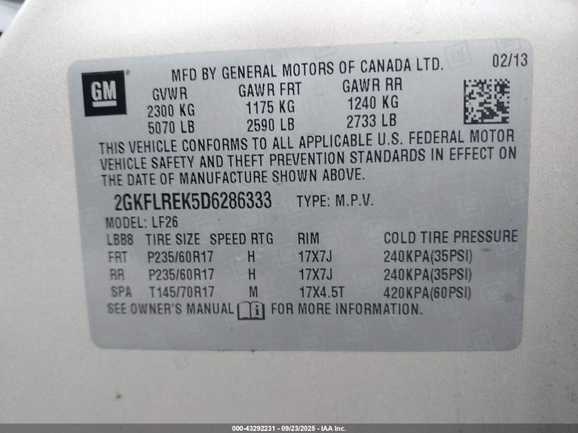 GM
MFD BY GENERAL MOTORS OF CANADA LTD. 02/13
GVWR GAWR FRT GAWR RR
2300 KG 1175 KG 1240 KG
5070 LB 2590 LB 2733 LB
THIS VEHICLE CONFORMS TO ALL APPLICABLE U.S. FEDERAL MOTOR
VEHICLE SAFETY AND THEFT PREVENTION STANDARDS IN EFFECT ON
THE DATE OF MANUFACTURE SHOWN ABOVE.
2GKFLREK5D6286333 TYPE: M.P.V.
MODEL: LF26
LBB8 TIRE SIZE SPEED RTG RIM COLD TIRE PRESSURE
FRT P235/60R17 H 17X7J 240KPA(35PSI)
RR P235/60R17 H 17X7J 240KPA(35PSI)
SPA T145/70R17 M 17X4.5T 420KPA(60PSI)
SEE OWNER'S MANUAL i FOR MORE INFORMATION.
000-43292231 - 09/23/2025 - IAA Inc.